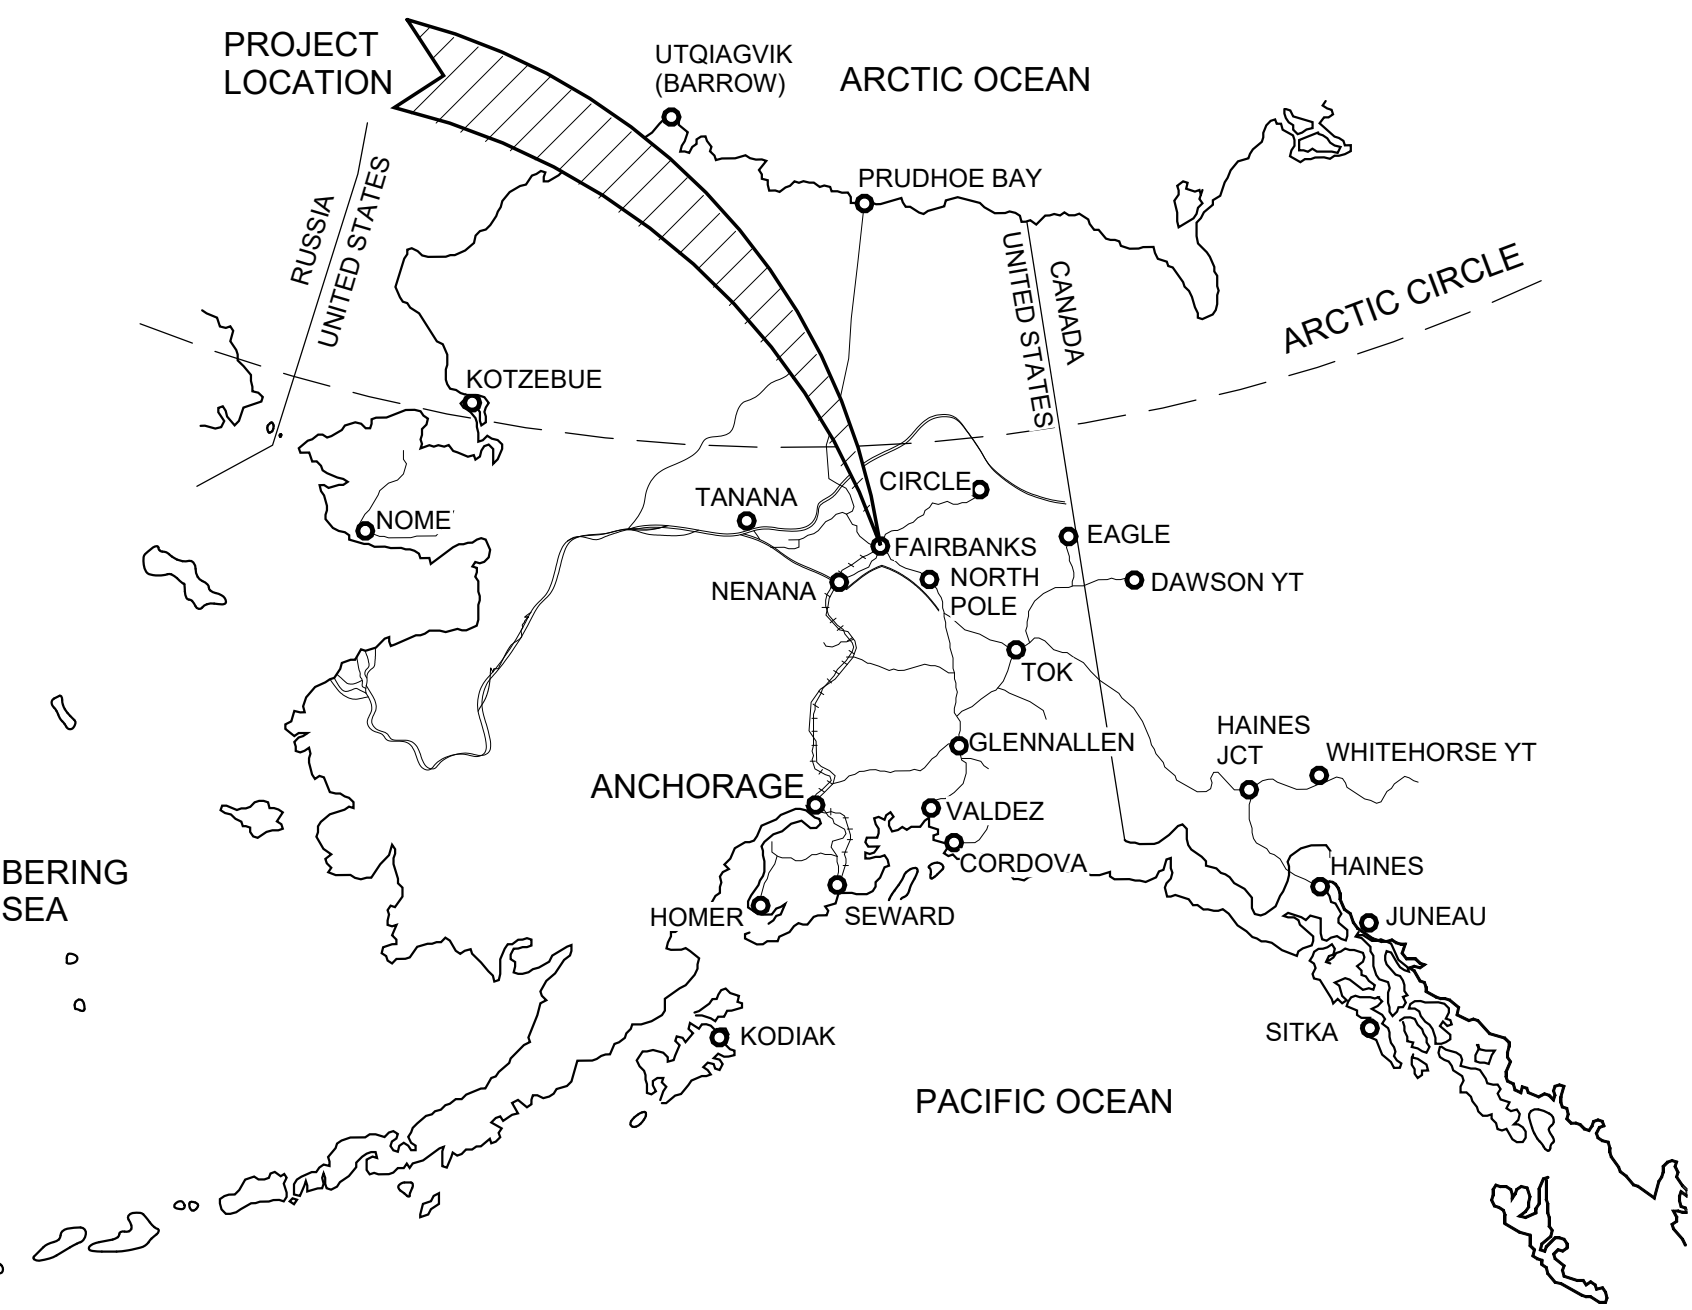 PROJECT
LOCATION
UTQIAGVIK
(BARROW)
ARCTIC OCEAN
PRUDHOE BAY
RUSSIA
UNITED STATES
UNITED STATES
CANADA
ARCTIC CIRCLE
KOTZEBUE
CIRCLE
TANANA
NOME
EAGLE
FAIRBANKS
NORTH
POLE
DAWSON YT
NENANA
TOK
HAINES
JCT
WHITEHORSE YT
GLENNALLEN
ANCHORAGE
VALDEZ
CORDOVA
BERING
SEA
HAINES
HOMER
SEWARD
JUNEAU
SITKA
KODIAK
PACIFIC OCEAN